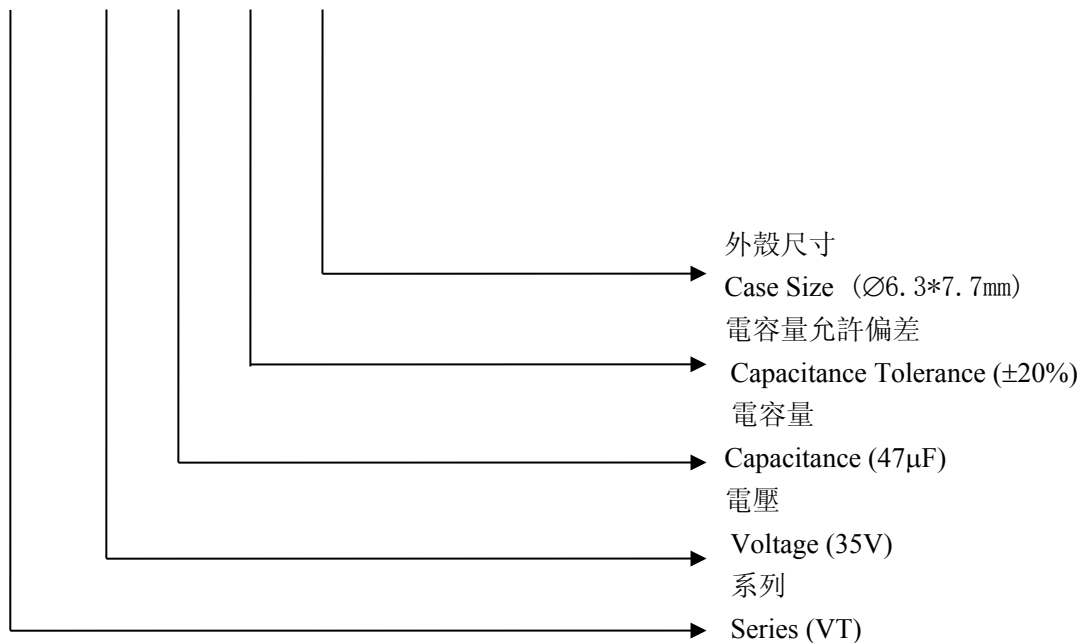 外殼尺寸
Case Size（∅6.3*7.7mm）
電容量允許偏差
Capacitance Tolerance (±20%)
電容量
Capacitance (47μF)
電壓
Voltage (35V)
系列
Series (VT)